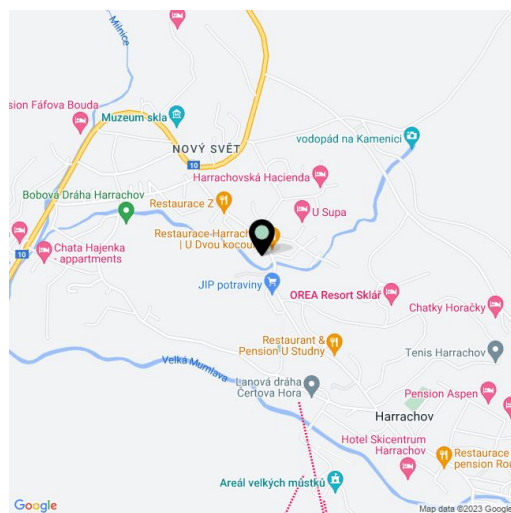 Milnice
nsion Fáfova Bouda
Muzeum skla
NOVÝ SVĚT
vodopád na Kamenici
10
Harrachovská Hacienda
Bobová Dráha Harrachov
Restaurace Z
U Supa
Restaurace-Harrach
| U Dvou kocou
10
Chata Hajenka
- appartments
JIP potraviny
OREA Resort Sklář
Chatky Horačky
Restaurant &
Pension U Studny
Tenis Harrachov
Velká Mumlava
Lanová dráha
Čertova Hora
Pension Aspen
Harrachov
Hotel Skicentrum
Harrachov
Restaurace
pension Rou
Areál velkých můstků
Google
Map data ©2023 Google